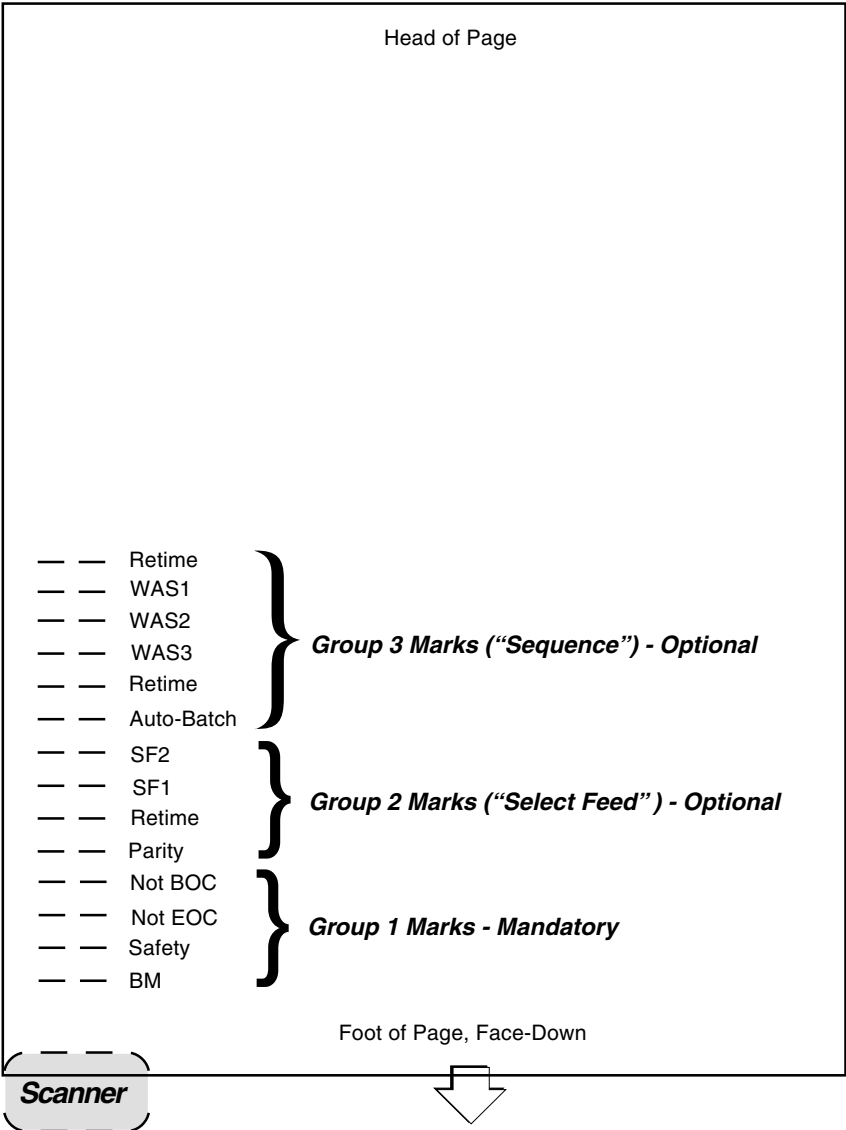 Head of Page
Retime
WAS1
WAS2
WAS3
Retime
Auto-Batch
Group 3 Marks (“Sequence”) - Optional
SF2
SF1
Retime
Parity
Group 2 Marks (“Select Feed” ) - Optional
Not BOC
Not EOC
Safety
BM
Group 1 Marks - Mandatory
Foot of Page, Face-Down
Scanner